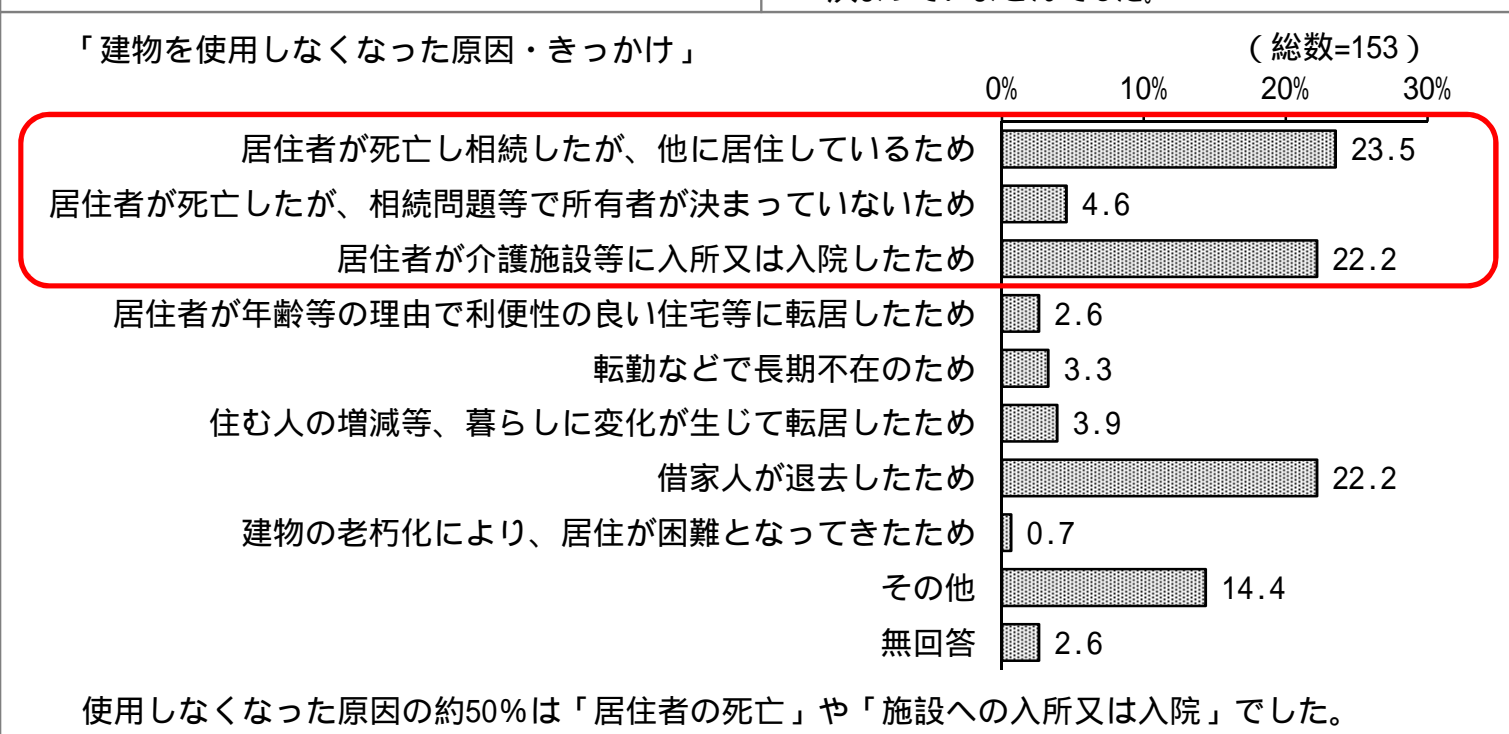 「建物を使用しなくなった原因・きっかけ」 (総数=153)
0% 10% 20% 30%
居住者が死亡し相続したが、他に居住しているため 23.5
居住者が死亡したが、相続問題等で所有者が決まっていないため 4.6
居住者が介護施設等に入所又は入院したため 22.2
居住者が年齢等の理由で利便性の良い住宅等に転居したため 2.6
転勤などで長期不在のため 3.3
住む人の増減等、暮らしに変化が生じて転居したため 3.9
借家人が退去したため 22.2
建物の老朽化により、居住が困難となってきたため 0.7
その他 14.4
無回答 2.6
使用しなくなった原因の約50%は「居住者の死亡」や「施設への入所又は入院」でした。